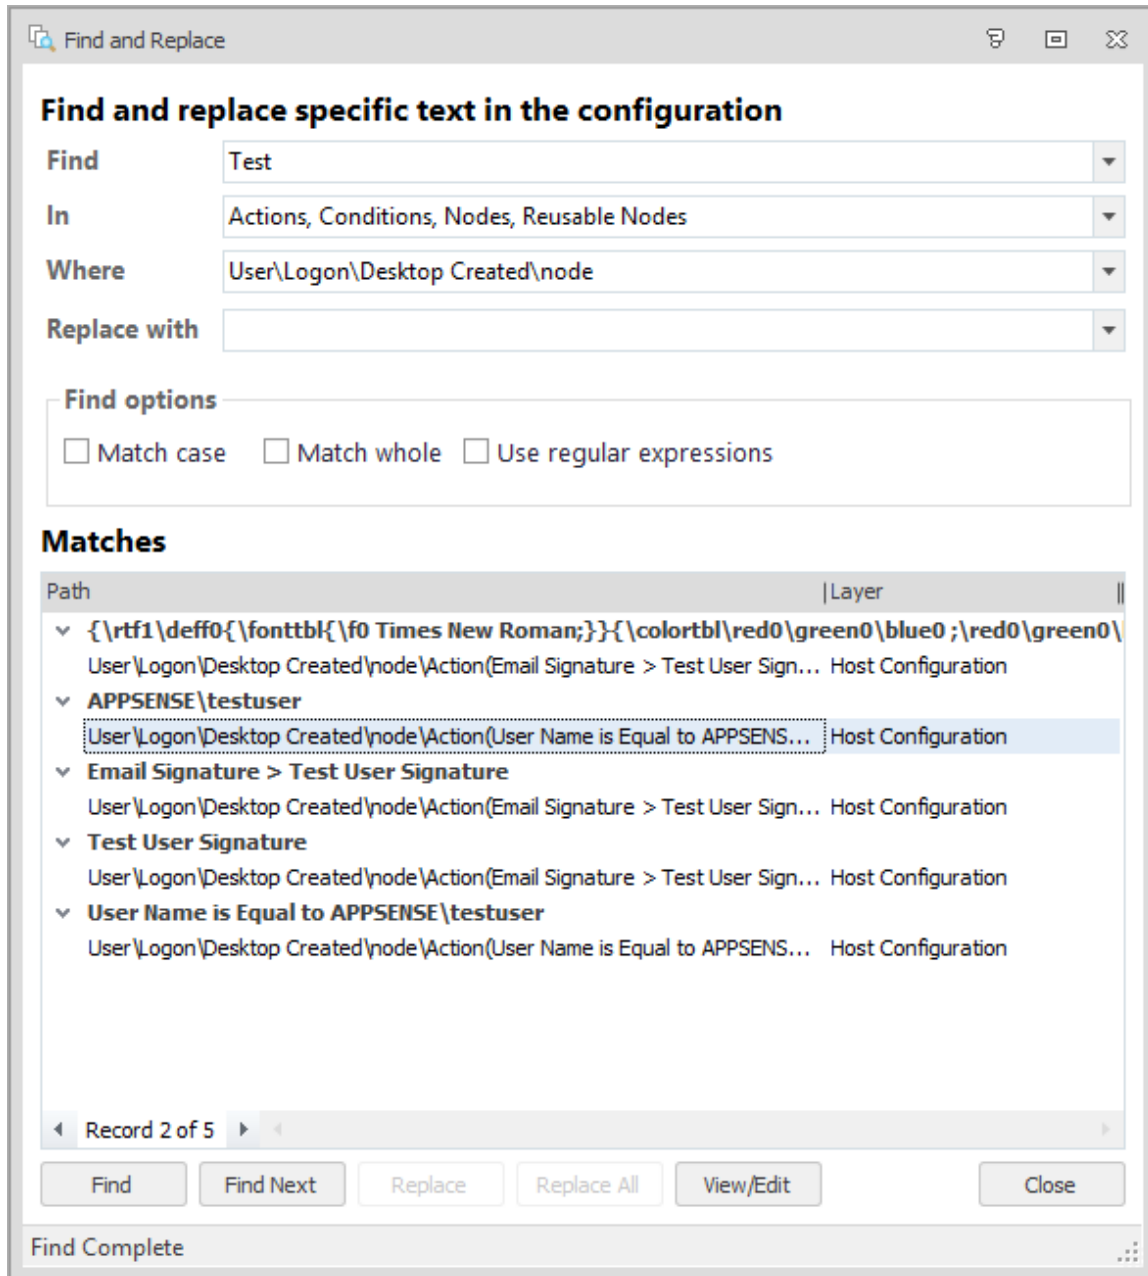 Find and Replace
Find and replace specific text in the configuration
Find Test
In Actions, Conditions, Nodes, Reusable Nodes
Where User\Logon\Desktop Created\node
Replace with
Find options
Match case Match whole Use regular expressions
Matches
Path Layer
{\rtf1\deff0{\fonttbl{\f0 Times New Roman;}}{\colortbl\red0\green0\blue0 ;\red0\green0\
User\Logon\Desktop Created\node\Action(Email Signature > Test User Sign... Host Configuration
APPSENSE\testuser
User\Logon\Desktop Created\node\Action(User Name is Equal to APPSENS... Host Configuration
Email Signature > Test User Signature
User\Logon\Desktop Created\node\Action(Email Signature > Test User Sign... Host Configuration
Test User Signature
User\Logon\Desktop Created\node\Action(Email Signature > Test User Sign... Host Configuration
User Name is Equal to APPSENSE\testuser
User\Logon\Desktop Created\node\Action(User Name is Equal to APPSENS... Host Configuration
Record 2 of 5
Find Find Next Replace Replace All View/Edit Close
Find Complete